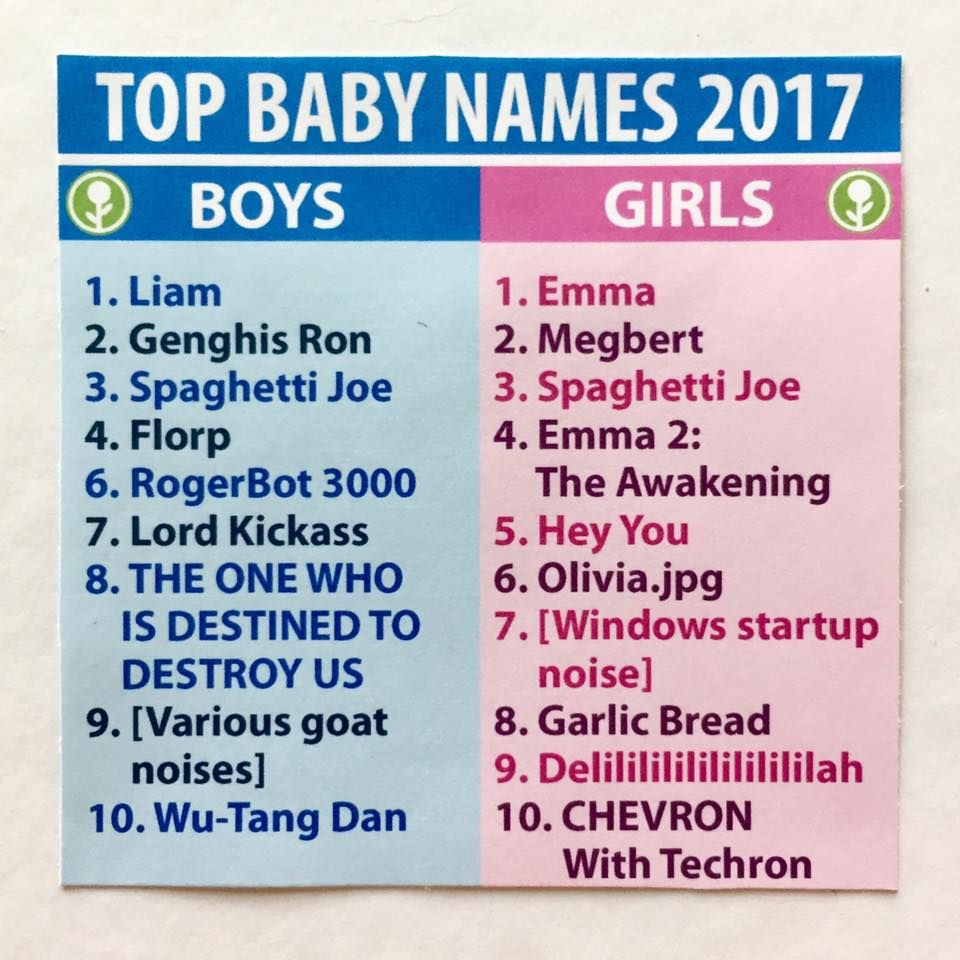 TOP BABY NAMES 2017
BOYS
1. Liam
2. Genghis Ron
3. Spaghetti Joe
4. Florp
6. RogerBot 3000
7. Lord Kickass
8. THE ONE WHO
IS DESTINED TO
DESTROY US
9. [Various goat
noises]
10. Wu-Tang Dan
GIRLS
1. Emma
2. Megbert
3. Spaghetti Joe
4. Emma 2:
The Awakening
5. Hey You
6. Olivia.jpg
7. [Windows startup
noise]
8. Garlic Bread
9. Delililililililililililah
10. CHEVRON
With Techron